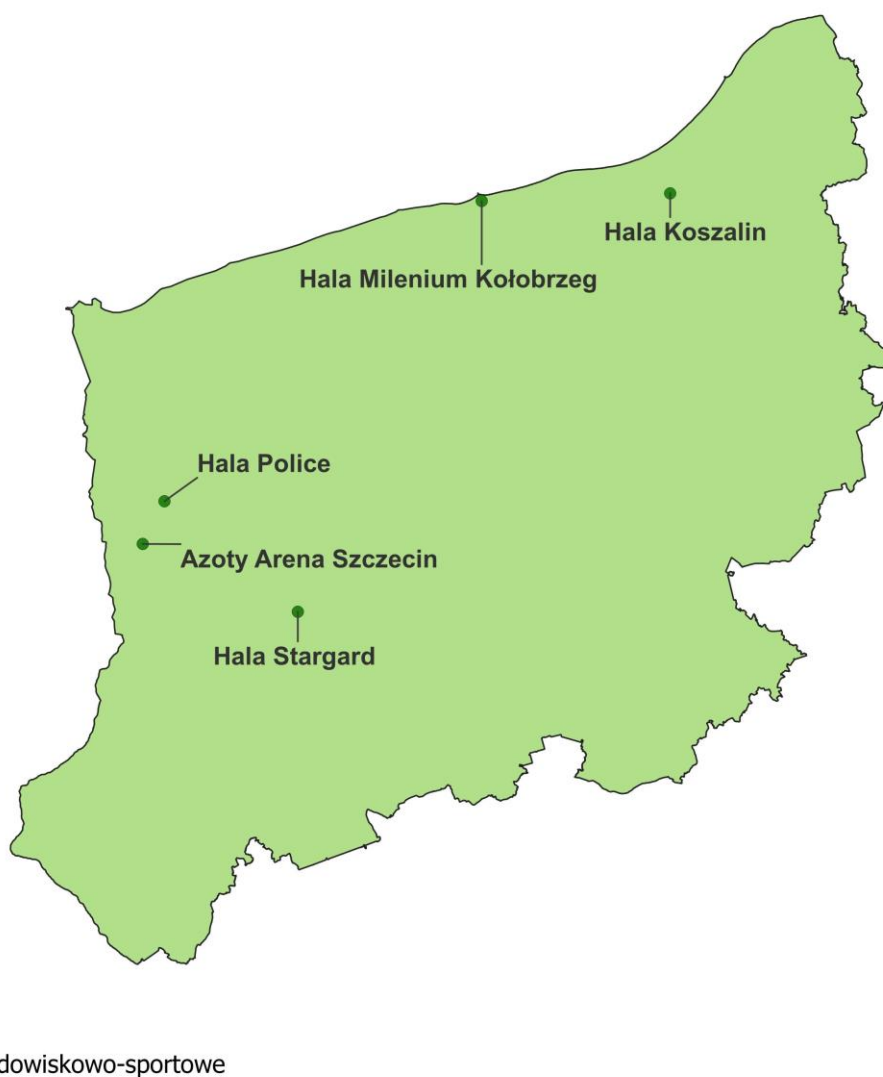 Hala Koszalin
Hala Milenium Kołobrzeg
Hala Police
Azoty Arena Szczecin
Hala Stargard
dowiskowo-sportowe